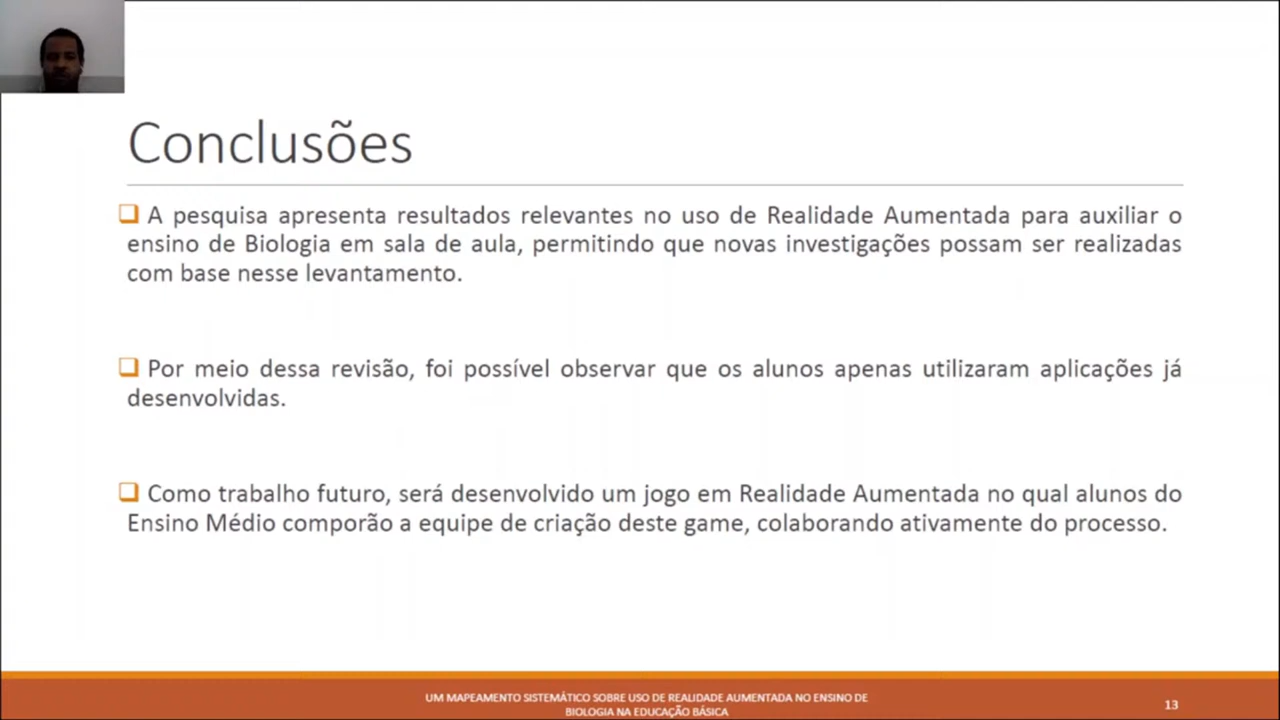 Conclusões
A pesquisa apresenta resultados relevantes no uso de Realidade Aumentada para auxiliar o
ensino de Biologia em sala de aula, permitindo que novas investigações possam ser realizadas
com base nesse levantamento.
Por meio dessa revisão, foi possível observar que os alunos apenas utilizaram aplicações já
desenvolvidas.
Como trabalho futuro, será desenvolvido um jogo em Realidade Aumentada no qual alunos do
Ensino Médio comporão a equipe de criação deste game, colaborando ativamente do processo.
UM MAPEAMENTO SISTEMÁTICO SOBRE USO DE REALIDADE AUMENTADA NO ENSINO DE
BIOLOGIA NA EDUCAÇÃO BÁSICA
13